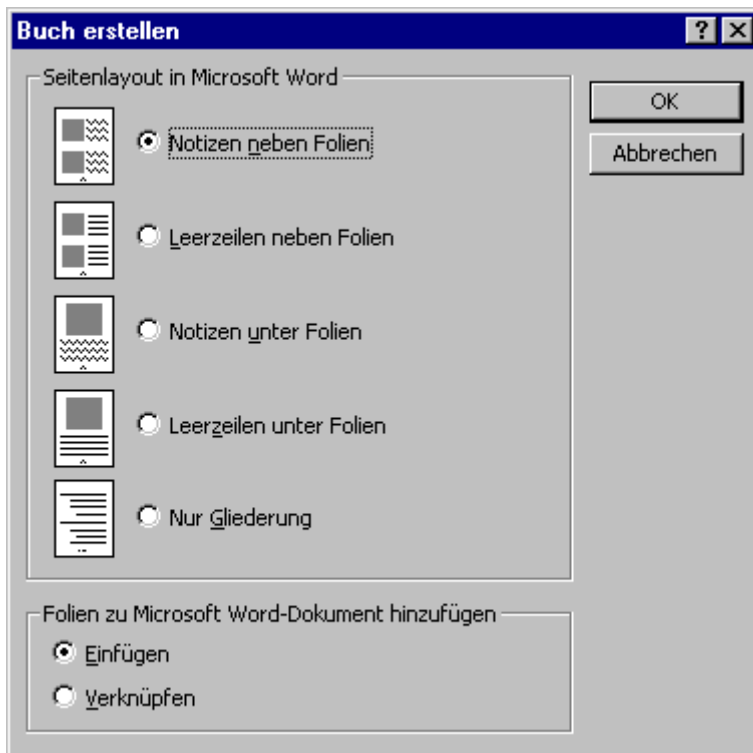 Buch erstellen
Seitenlayout in Microsoft Word
Notizen neben Folien
Leerzeilen neben Folien
Notizen unter Folien
Leerzeilen unter Folien
Nur Gliederung
Folien zu Microsoft Word-Dokument hinzufügen
Einfügen
Verknüpfen
OK
Abbrechen